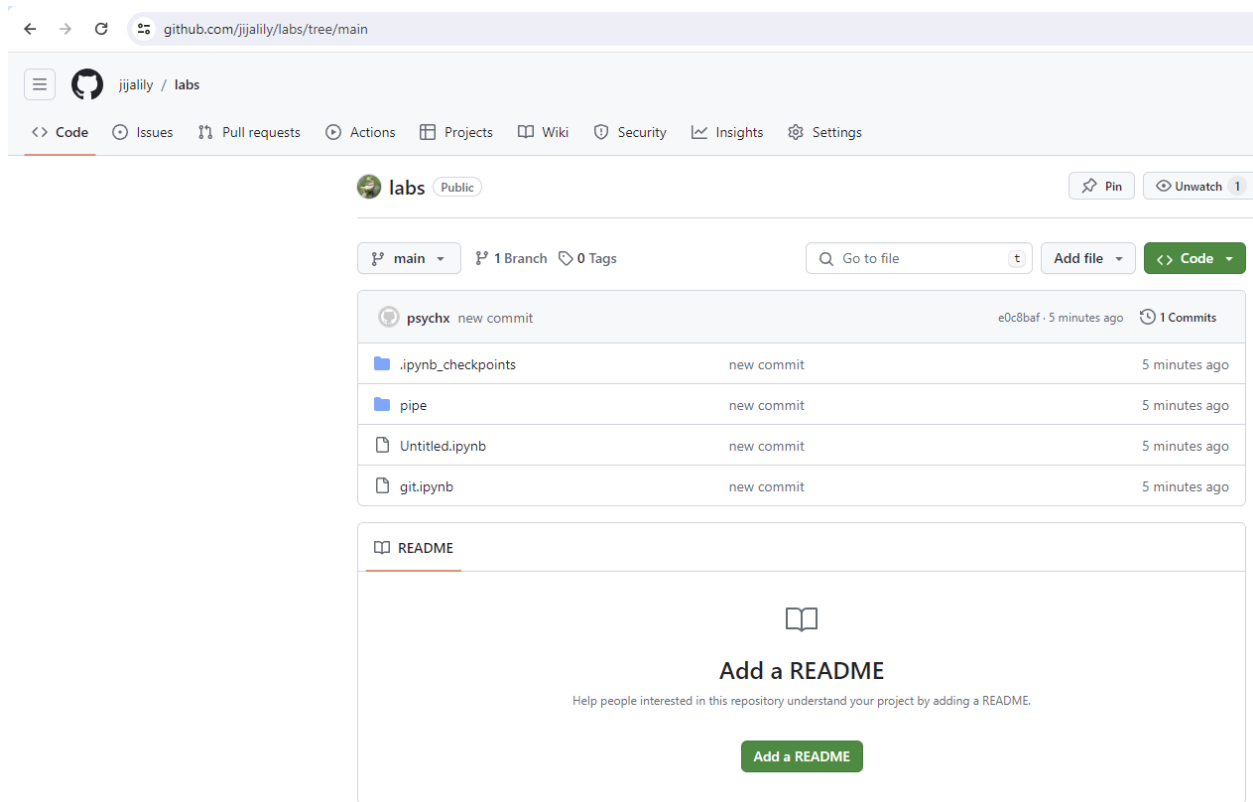 github.com/jijalily/labs/tree/main
jijalily / labs
<> Code Issues Pull requests Actions Projects Wiki Security Insights Settings
labs Public Pin Unwatch 1
main 1 Branch 0 Tags Go to file t Add file <> Code
psychx new commit e0c8baf · 5 minutes ago 1 Commits
.ipynb_checkpoints new commit 5 minutes ago
pipe new commit 5 minutes ago
Untitled.ipynb new commit 5 minutes ago
git.ipynb new commit 5 minutes ago
README
Add a README
Help people interested in this repository understand your project by adding a README.
Add a README